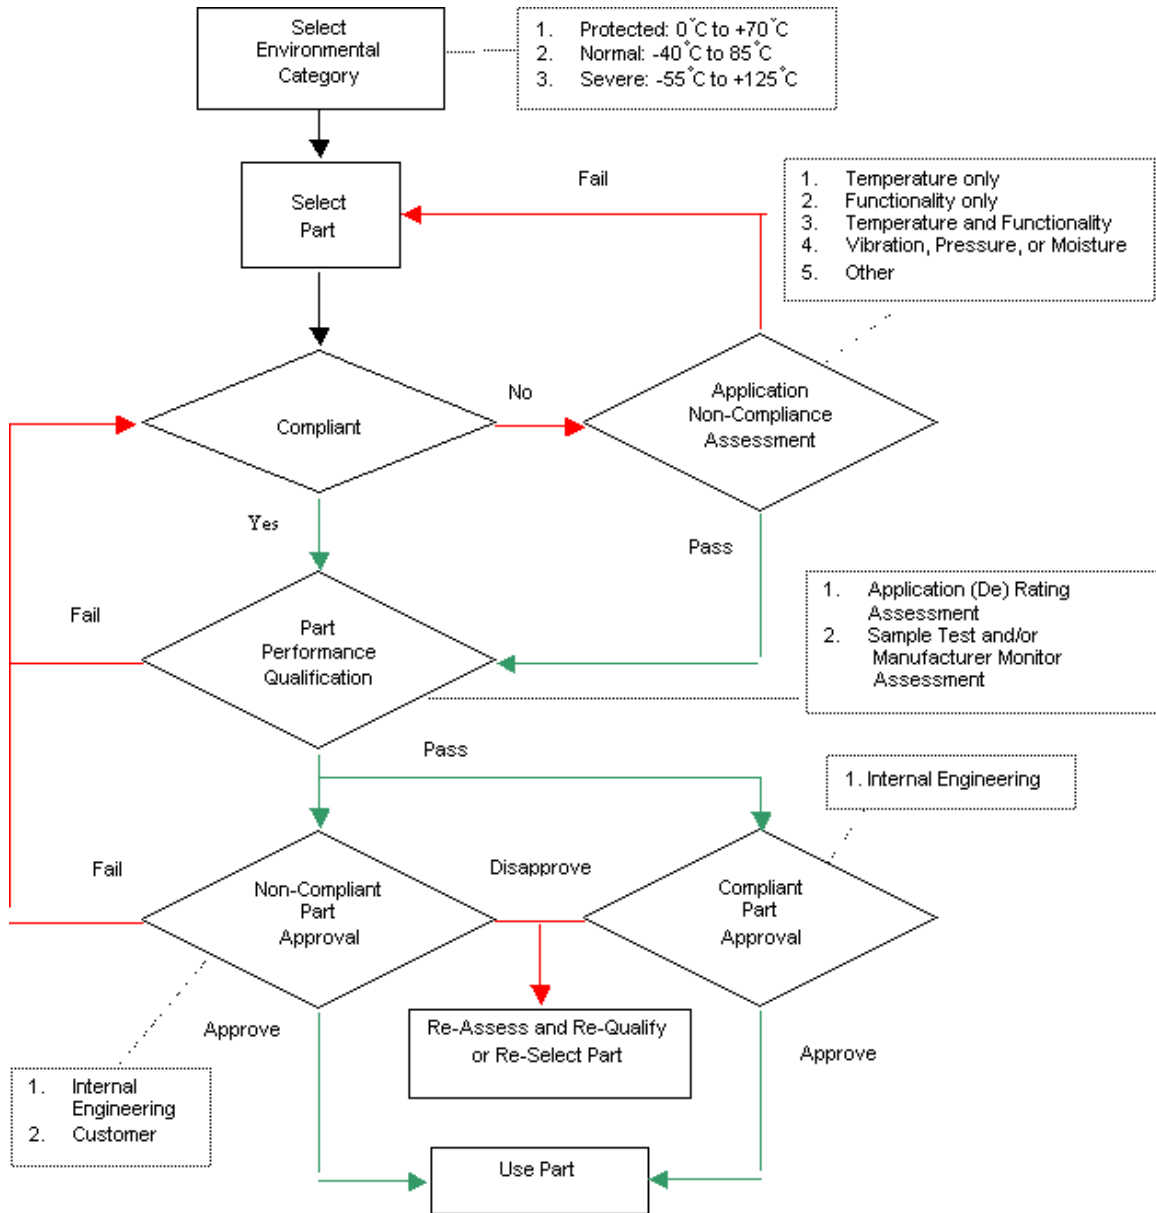 Select
Environmental
Category
1. Protected: 0°C to +70°C
2. Normal: -40°C to 85°C
3. Severe: -55°C to +125°C
Select
Part
Fail
1. Temperature only
2. Functionality only
3. Temperature and Functionality
4. Vibration, Pressure, or Moisture
5. Other
Compliant
No
Application
Non-Compliance
Assessment
Yes
Pass
Fail
Part
Performance
Qualification
1. Application (De) Rating
Assessment
2. Sample Test and/or
Manufacturer Monitor
Assessment
Pass
1. Internal Engineering
Fail
Non-Compliant
Part
Approval
Disapprove
Compliant
Part
Approval
Approve
Re-Assess and Re-Qualify
or Re-Select Part
Approve
1. Internal
Engineering
2. Customer
Use Part